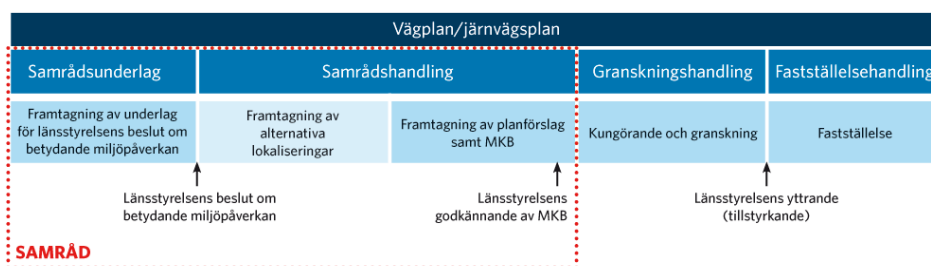 Vägplan/järnvägsplan
Samrådsunderlag
Samrådshandling
Granskningshandling
Fastställelsehandling
Framtagning av underlag
för länsstyrelsens beslut om
betydande miljöpåverkan
Framtagning av
alternativa
lokaliseringar
Framtagning av planförslag
samt MKB
Kungörande och granskning
Fastställelse
Länsstyrelsens beslut om
betydande miljöpåverkan
Länsstyrelsens
godkännande av MKB
Länsstyrelsens yttrande
(tillstyrkande)
SAMRÅD